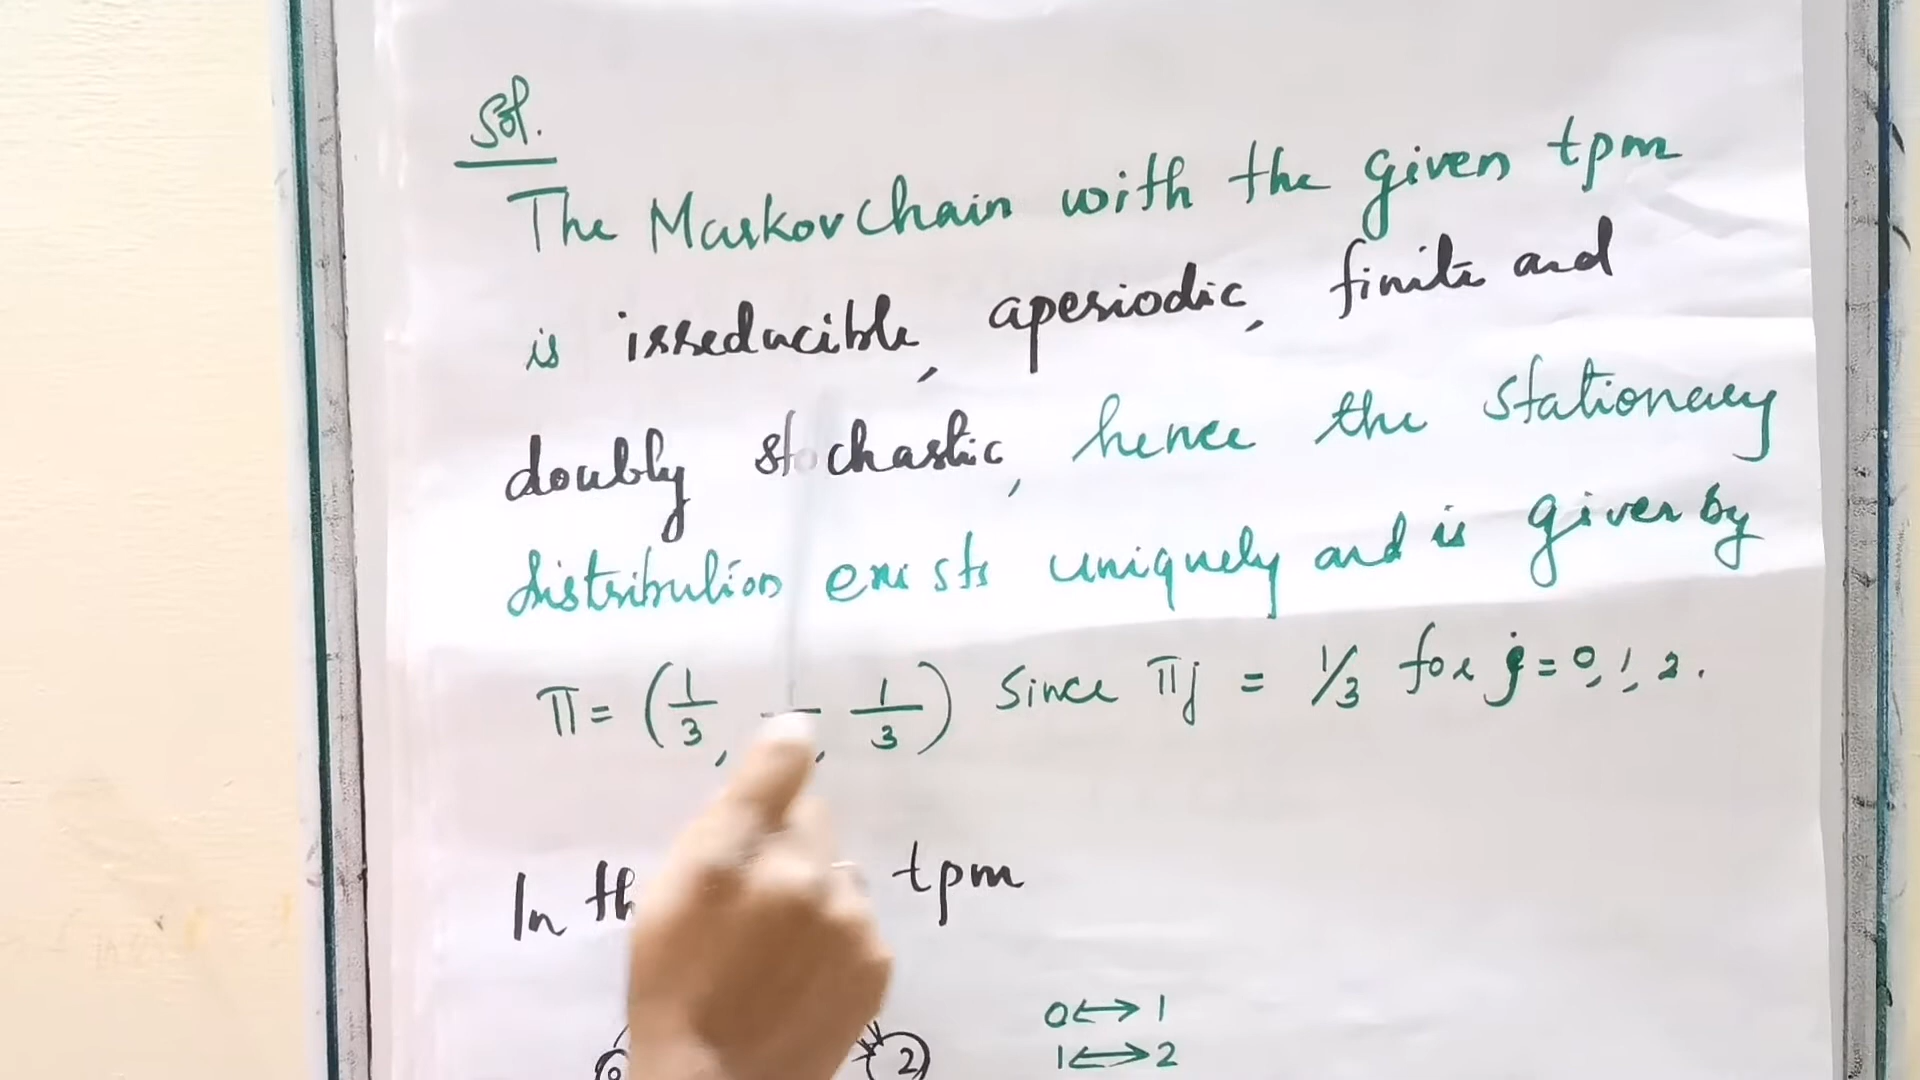 Sol.
The Markov Chain with the given tpm
is irreducible, aperiodic, finite and
doubly stochastic, hence the stationary
distribution exists uniquely and is given by
π = (1/3, , 1/3) since πj = 1/3 for j = 0, 1, 2.
In tpm
0 ↔ 1
2 1 ↔ 2